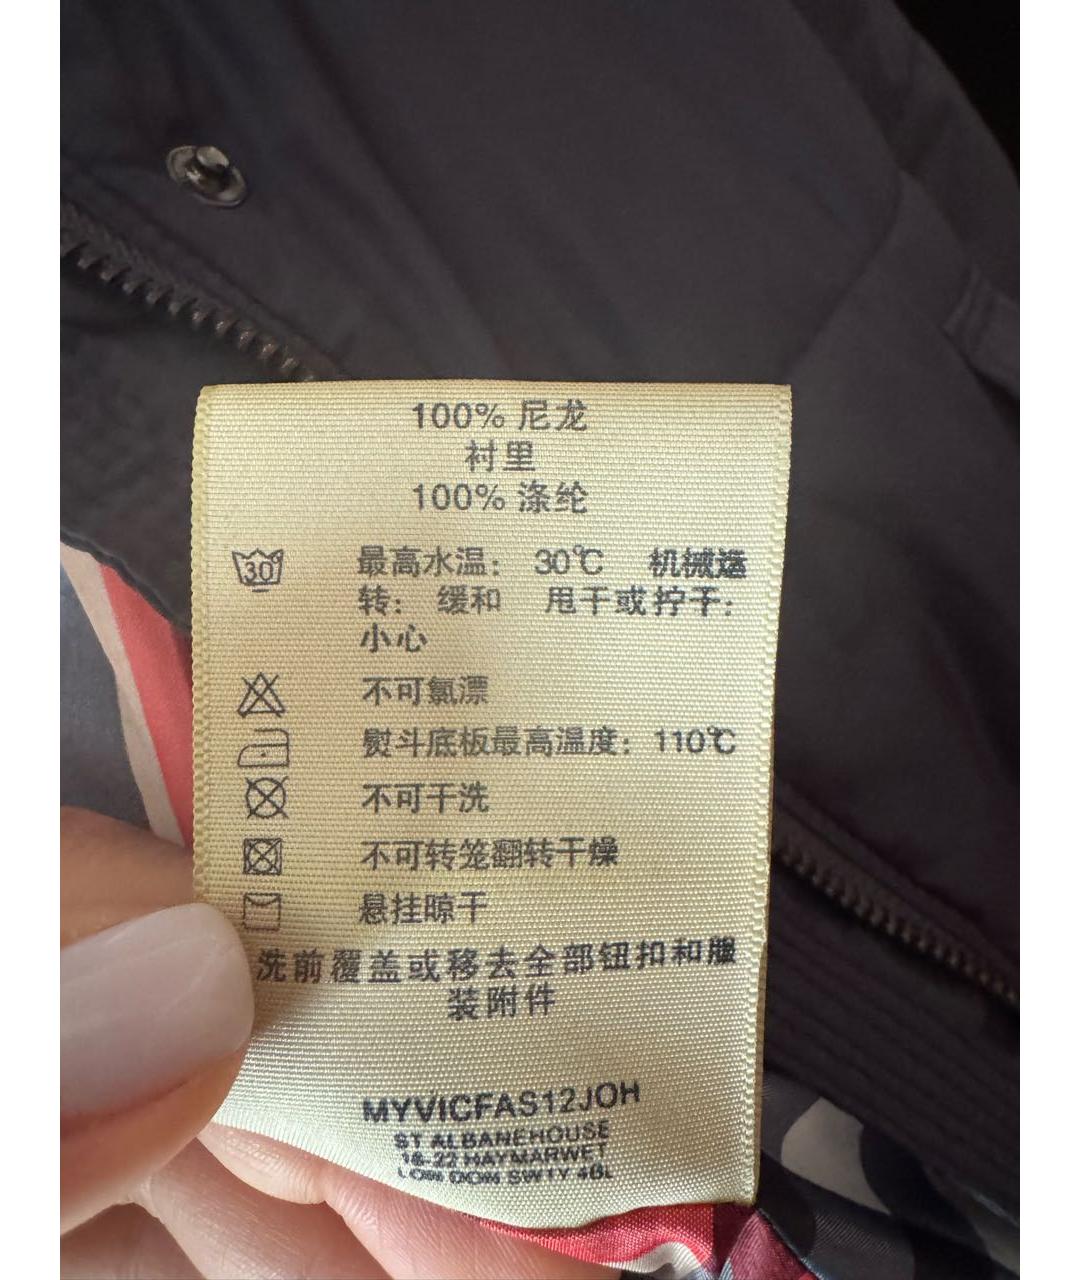 100% 尼龙
衬里
100% 涤纶
30 最高水温： 30℃ 机械运
转： 缓和 甩干或拧干：
小心
不可氯漂
熨斗底板最高温度：110℃
不可干洗
不可转笼翻转干燥
悬挂晾干
洗前覆盖或移去全部钮扣和服
装附件
MYVICFAS12JOH
ST ALBANEHOUSE
16-22 HAYMARWET
LONDON SW1Y 4GL